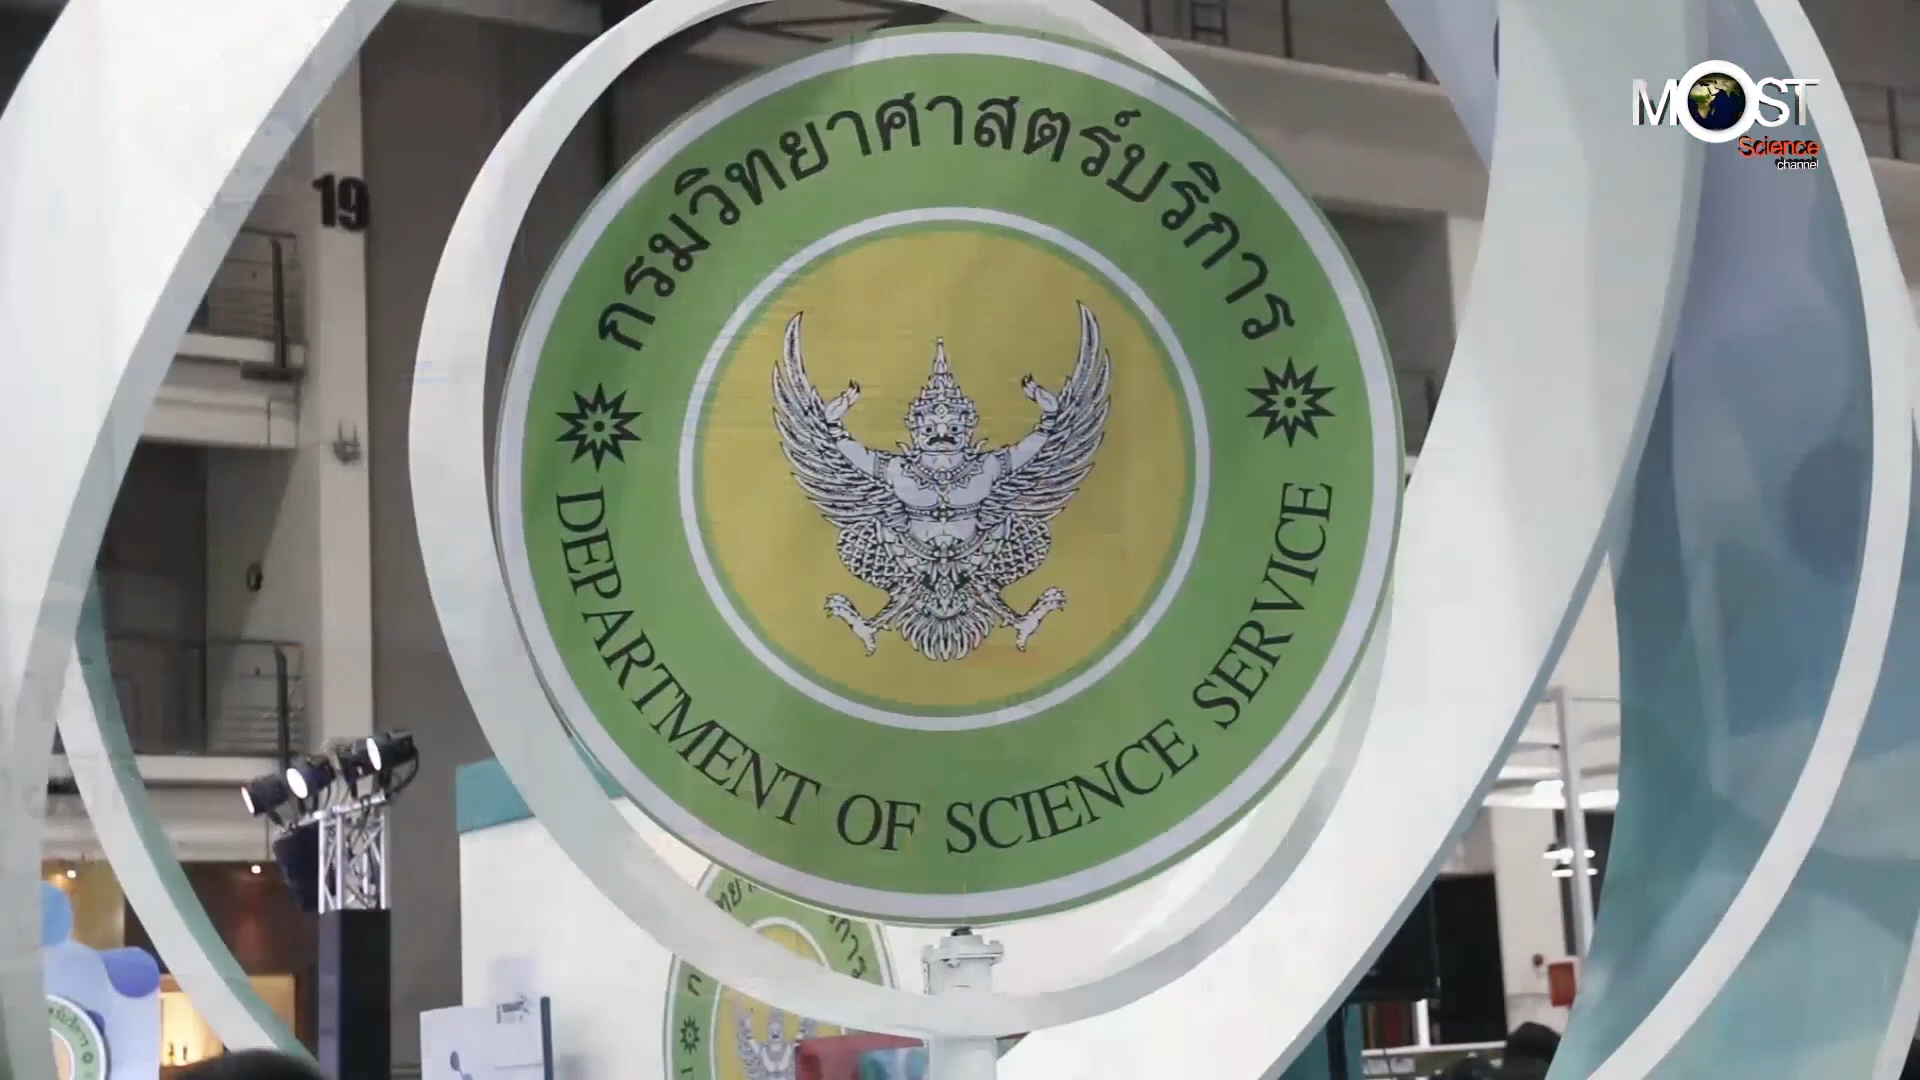 MOST
Science
channel
19
กรมวิทยาศาสตร์บริการ
DEPARTMENT OF SCIENCE SERVICE